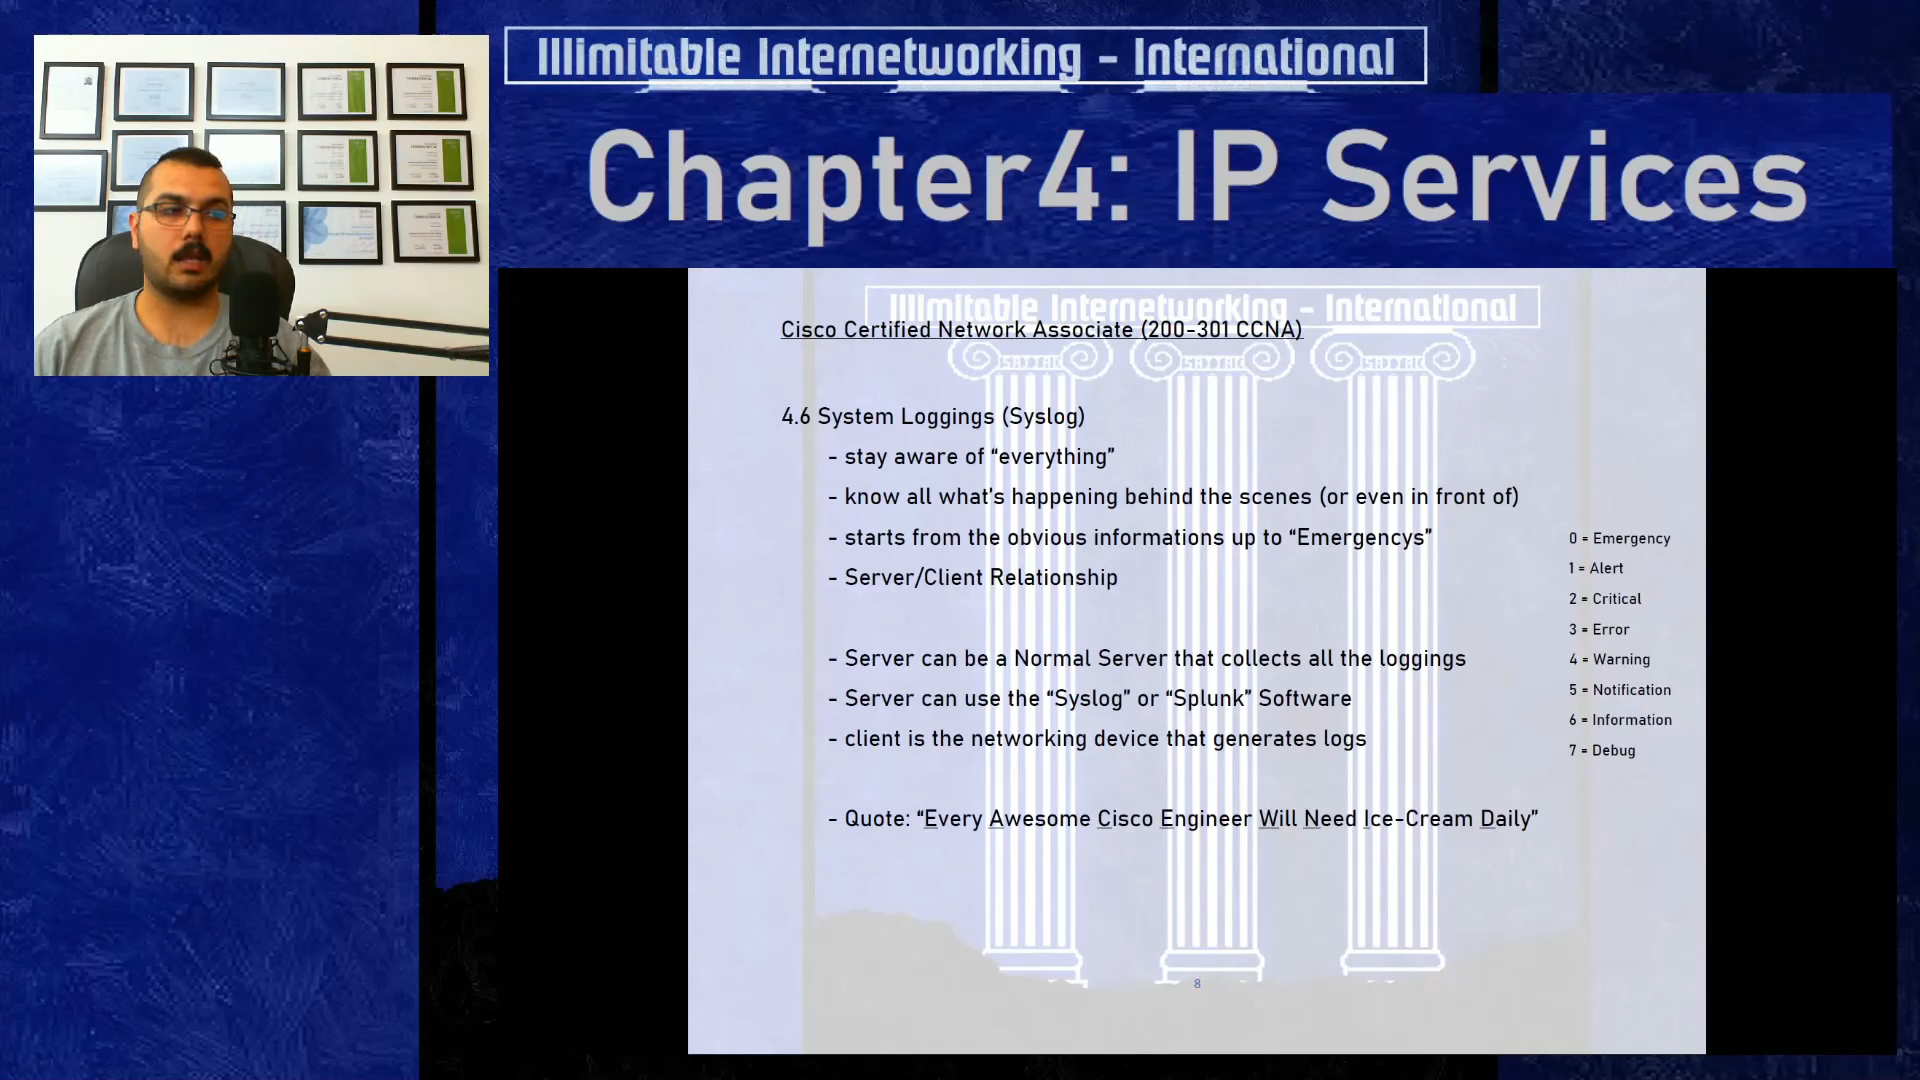 Illimitable Internetworking - International
Chapter4: IP Services
Illimitable Internetworking - International
Cisco Certified Network Associate (200-301 CCNA)
SATTAR SATTAR SATTAR
4.6 System Loggings (Syslog)
- stay aware of “everything”
- know all what's happening behind the scenes (or even in front of)
- starts from the obvious informations up to “Emergencys”
- Server/Client Relationship
- Server can be a Normal Server that collects all the loggings
- Server can use the “Syslog” or “Splunk” Software
- client is the networking device that generates logs
- Quote: “Every Awesome Cisco Engineer Will Need Ice-Cream Daily”
0 = Emergency
1 = Alert
2 = Critical
3 = Error
4 = Warning
5 = Notification
6 = Information
7 = Debug
8